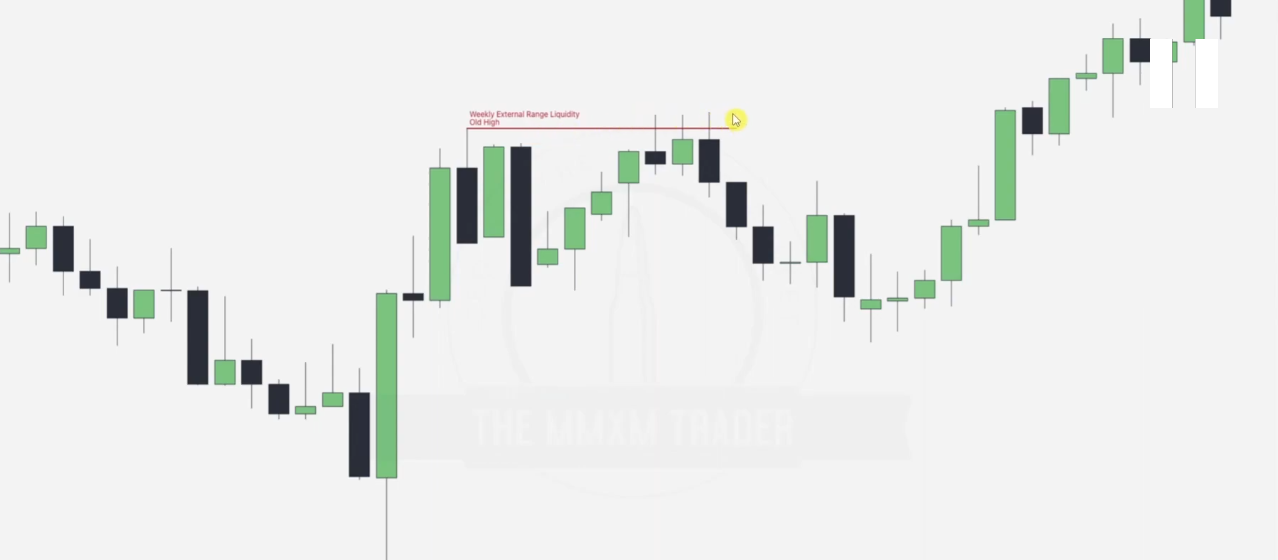 Weekly External Range Liquidity
Old High
THE MMXM TRADER